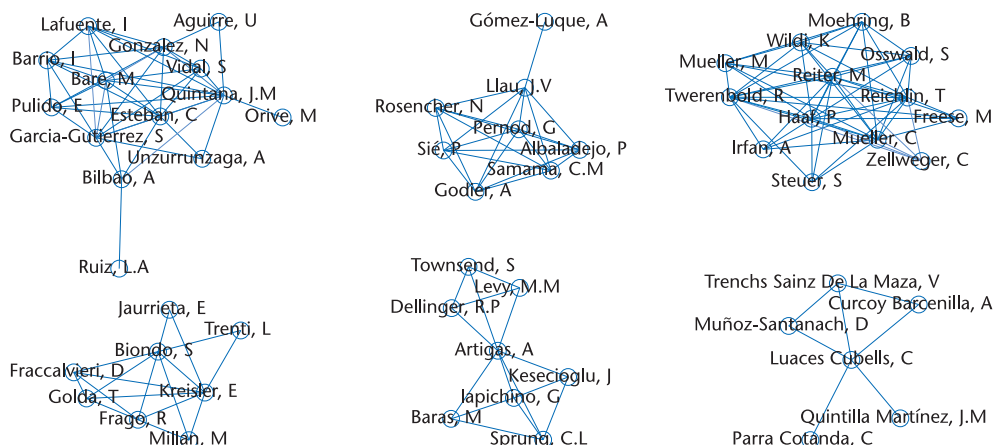 Lafuente, I
Aguirre, U
Gonzalez, N
Barrio, I
Vidal, S
Bare, M
Quintana, J.M
Pulido, E
Esteban, C
Orive, M
Garcia-Gutierrez, S
Unzurrunzaga, A
Bilbao, A
Ruiz, L.A
Gómez-Luque, A
Llau, J.V
Rosencher, N
Pernod, G
Sié, P
Albaladejo, P
Samama, C.M
Godier, A
Moehring, B
Wildi, K
Osswald, S
Mueller, M
Reiter, M
Twerenbold, R
Reichlin, T
Haaf, P
Freese, M
Mueller, C
Irfan, A
Zellweger, C
Steuer, S
Jaurrieta, E
Trenti, L
Biondo, S
Fraccalvieri, D
Kreisler, E
Golda, T
Frago, R
Millan, M
Townsend, S
Levy, M.M
Dellinger, R.P
Artigas, A
Kesecioglu, J
Iapichino, G
Baras, M
Sprung, C.L
Trenchs Sainz De La Maza, V
Curcoy Barcenilla, A
Muñoz-Santanach, D
Luaces Cubells, C
Quintilla Martínez, J.M
Parra Cotanda, C